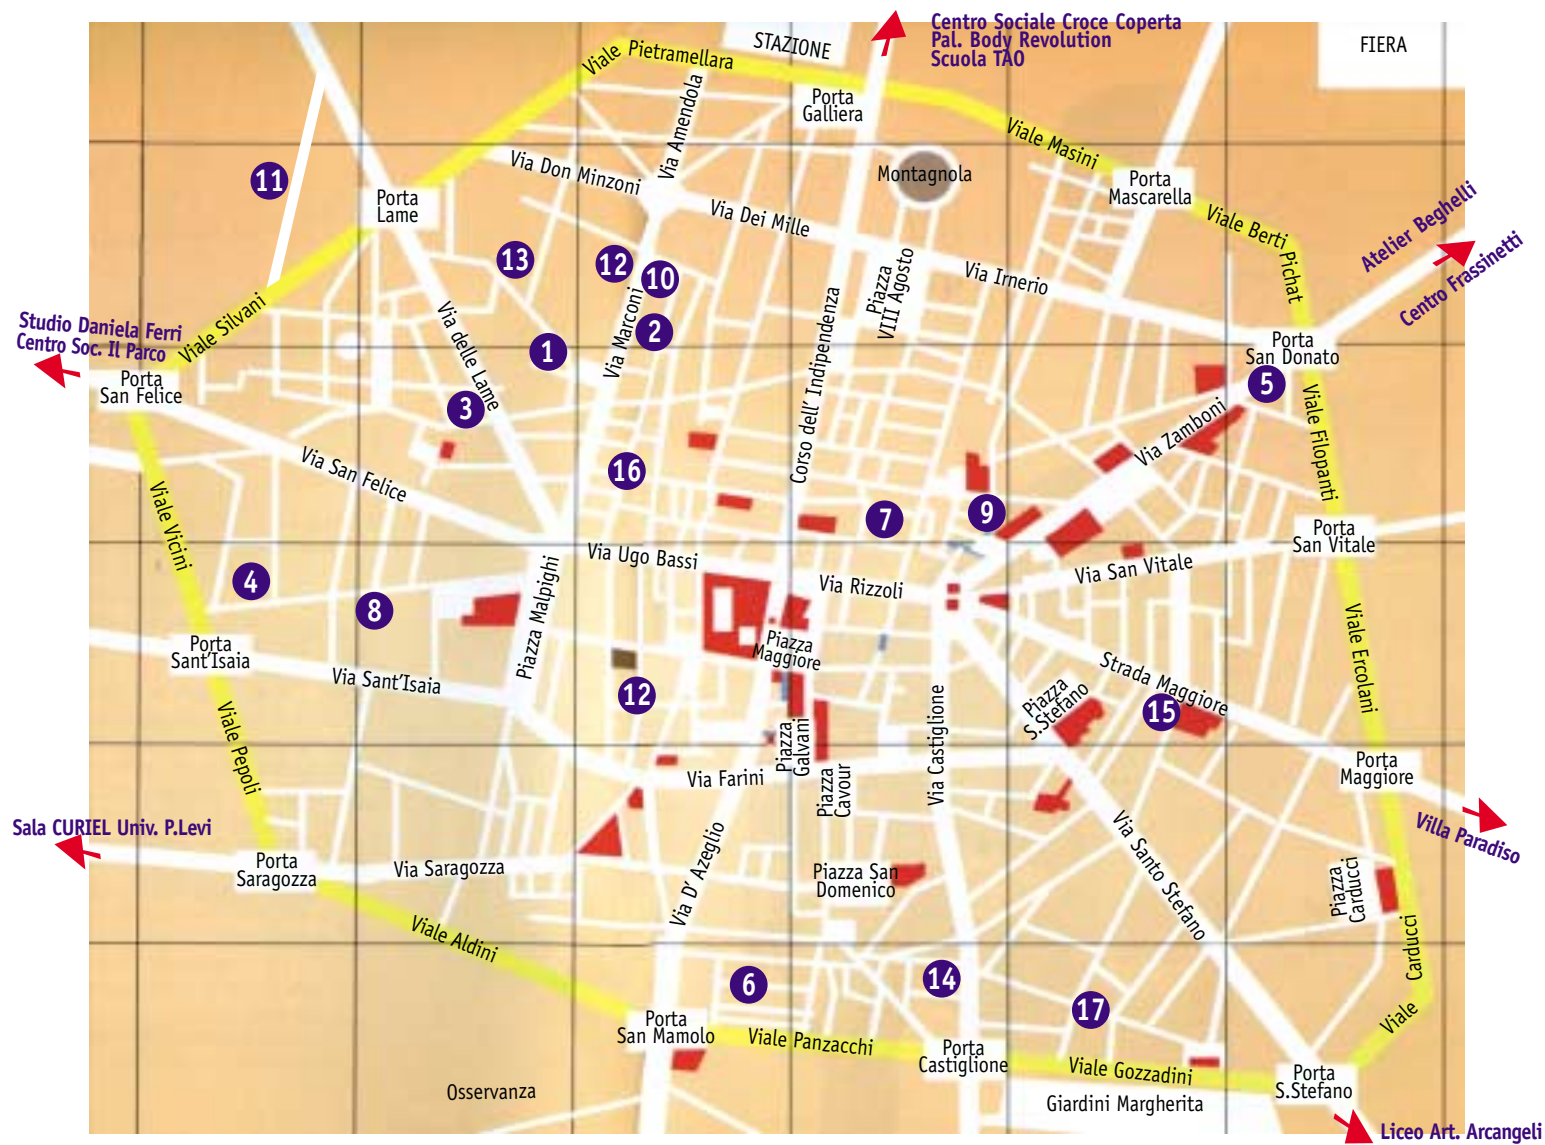 Centro Sociale Croce Coperta
Pal. Body Revolution
Scuola TAO
STAZIONE
FIERA
Viale Pietramellara
Porta
Galliera
Via Amendola
Viale Masini
Via Don Minzoni
Montagnola
Porta
Mascarella
11
Porta
Lame
Via Dei Mille
Viale Berti
Pichat
Atelier Beghelli
Centro Frassinetti
13
12
10
Piazza
VIII Agosto
Via Irnerio
Viale Silvani
Via delle Lame
Via Marconi
2
1
Corso dell' Indipendenza
Studio Daniela Ferri
Centro Soc. Il Parco
Porta
San Felice
Porta
San Donato
5
3
Via Zamboni
Viale Filopanti
Via San Felice
16
Viale Vicini
7
9
Porta
San Vitale
Via Ugo Bassi
Via Rizzoli
Via San Vitale
4
8
Piazza Malpighi
Piazza
Maggiore
Viale Ercolani
Porta
Sant'Isaia
Via Sant'Isaia
12
Strada Maggiore
Piazza
S.Stefano
15
Viale Pepoli
Via Castiglione
Piazza
Galvani
Via Farini
Piazza
Cavour
Porta
Maggiore
Sala CURIEL Univ. P.Levi
Villa Paradiso
Porta
Saragozza
Via Saragozza
Via D' Azeglio
Piazza San
Domenico
Via Santo Stefano
Piazza
Carducci
Viale Aldini
Viale Carducci
6
14
17
Porta
San Mamolo
Viale Panzacchi
Porta
Castiglione
Viale Gozzadini
Porta
S.Stefano
Osservanza
Giardini Margherita
Liceo Art. Arcangeli